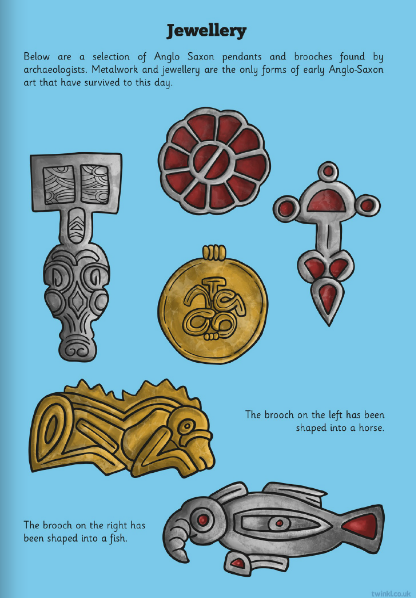 Jewellery
Below are a selection of Anglo Saxon pendants and brooches found by
archaeologists. Metalwork and jewellery are the only forms of early Anglo-Saxon
art that have survived to this day.
The brooch on the left has been
shaped into a horse.
The brooch on the right has
been shaped into a fish.
twinkl.co.uk